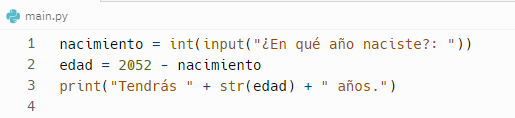 main.py
1 nacimiento = int(input("¿En qué año naciste?: "))
2 edad = 2052 - nacimiento
3 print("Tendrás " + str(edad) + " años.")
4